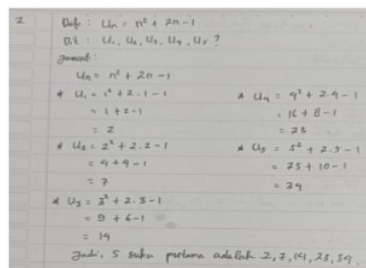 2
Dik : Un = n² + 2n - 1
Dit : U₁, U₂, U₃, U₄, U₅ ?
Jawab :
Un = n² + 2n - 1
* U₁ = 1² + 2.1 - 1
= 1 + 2 - 1
= 2
* U₂ = 2² + 2.2 - 1
= 4 + 4 - 1
= 7
* U₃ = 3² + 2.3 - 1
= 9 + 6 - 1
= 14
* U₄ = 4² + 2.4 - 1
= 16 + 8 - 1
= 23
* U₅ = 5² + 2.5 - 1
= 25 + 10 - 1
= 34
Jadi, 5 suku pertama adalah 2, 7, 14, 23, 34.